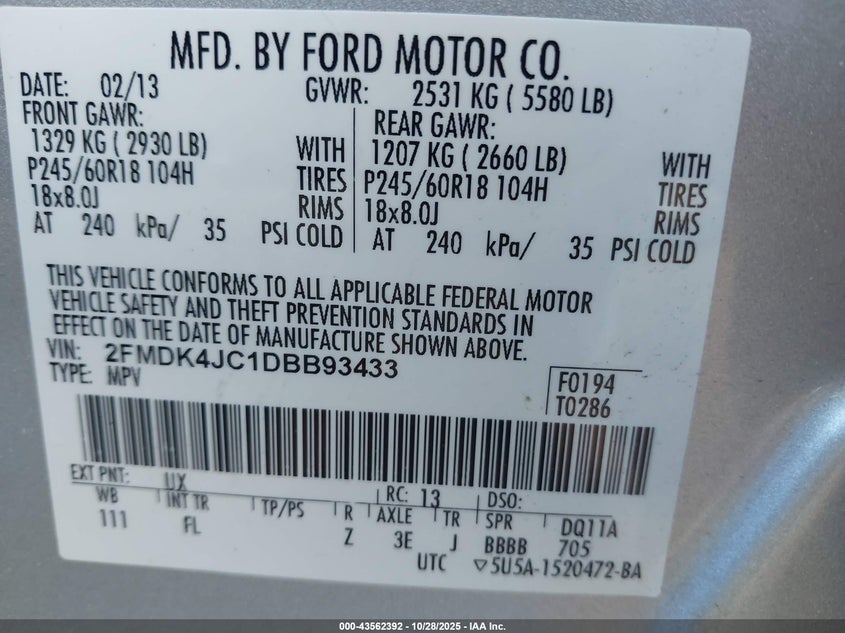 MFD. BY FORD MOTOR CO.
DATE: 02/13 GVWR: 2531 KG ( 5580 LB)
FRONT GAWR: REAR GAWR:
1329 KG ( 2930 LB) WITH 1207 KG ( 2660 LB) WITH
P245/60R18 104H TIRES P245/60R18 104H TIRES
18x8.0J RIMS 18x8.0J RIMS
AT 240 kPa/ 35 PSI COLD AT 240 kPa/ 35 PSI COLD
THIS VEHICLE CONFORMS TO ALL APPLICABLE FEDERAL MOTOR
VEHICLE SAFETY AND THEFT PREVENTION STANDARDS IN
EFFECT ON THE DATE OF MANUFACTURE SHOWN ABOVE.
VIN: 2FMDK4JC1DBB93433
TYPE: MPV
F0194
T0286
EXT PNT: UX RC: 13 DSO:
WB INT TR TP/PS R AXLE TR SPR DQ11A
111 FL Z 3E J BBBB 705
UTC ▽5U5A-1520472-BA
000-43562392 | 10/28/2025 | IAA Inc.